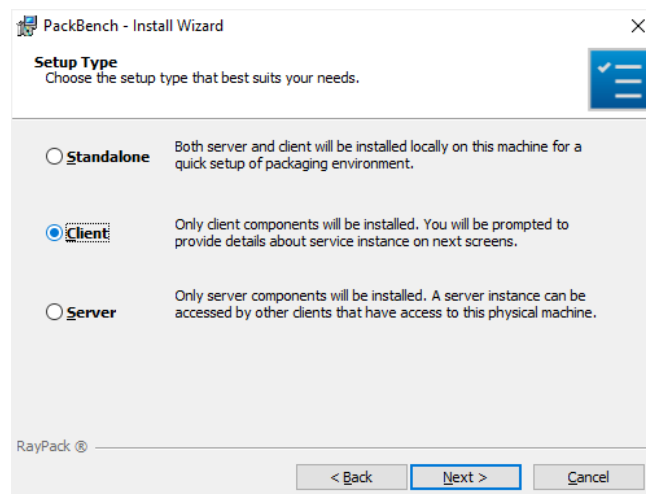 PackBench - Install Wizard
Setup Type
Choose the setup type that best suits your needs.
Standalone
Both server and client will be installed locally on this machine for a
quick setup of packaging environment.
Client
Only client components will be installed. You will be prompted to
provide details about service instance on next screens.
Server
Only server components will be installed. A server instance can be
accessed by other clients that have access to this physical machine.
RayPack ®
< Back
Next >
Cancel